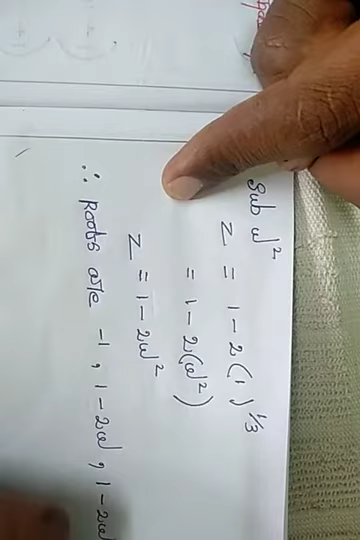 Sub ω²
z = 1 - 2(1)^1/3
= 1 - 2(ω²)
z = 1 - 2ω²
∴ Roots are -1, 1 - 2ω, 1 - 2ω